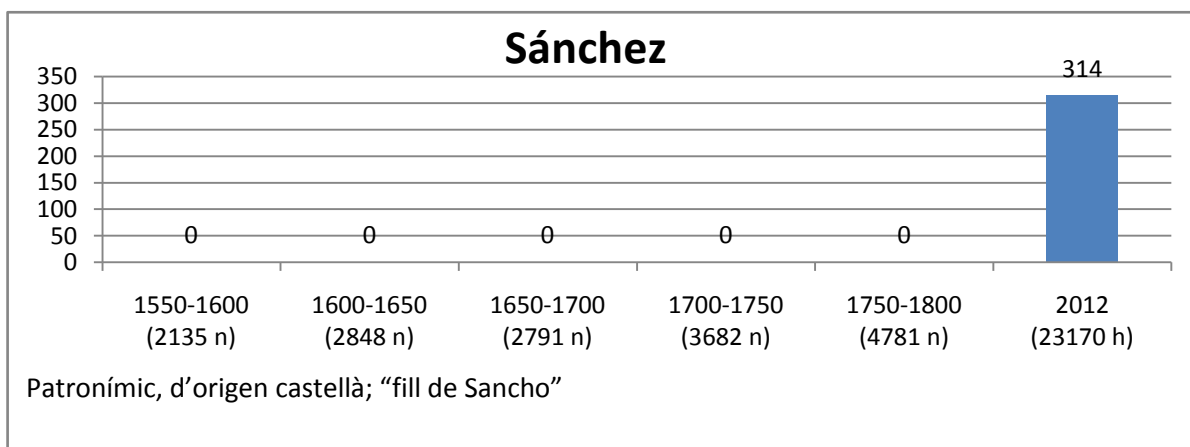 Sánchez
314
350
300
250
200
150
100
50
0
0 0 0 0 0
1550-1600 1600-1650 1650-1700 1700-1750 1750-1800 2012
(2135 n) (2848 n) (2791 n) (3682 n) (4781 n) (23170 h)
Patronímic, d’origen castellà; “fill de Sancho”